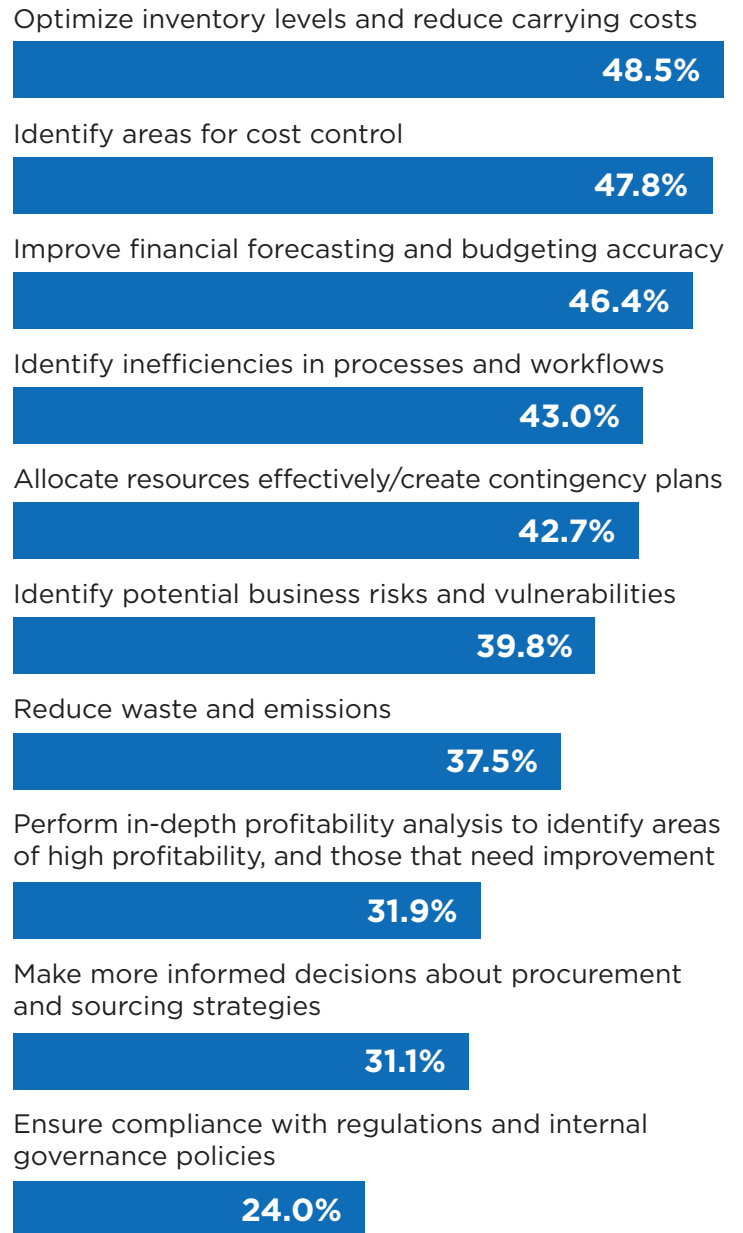 Optimize inventory levels and reduce carrying costs
48.5%
Identify areas for cost control
47.8%
Improve financial forecasting and budgeting accuracy
46.4%
Identify inefficiencies in processes and workflows
43.0%
Allocate resources effectively/create contingency plans
42.7%
Identify potential business risks and vulnerabilities
39.8%
Reduce waste and emissions
37.5%
Perform in-depth profitability analysis to identify areas
of high profitability, and those that need improvement
31.9%
Make more informed decisions about procurement
and sourcing strategies
31.1%
Ensure compliance with regulations and internal
governance policies
24.0%